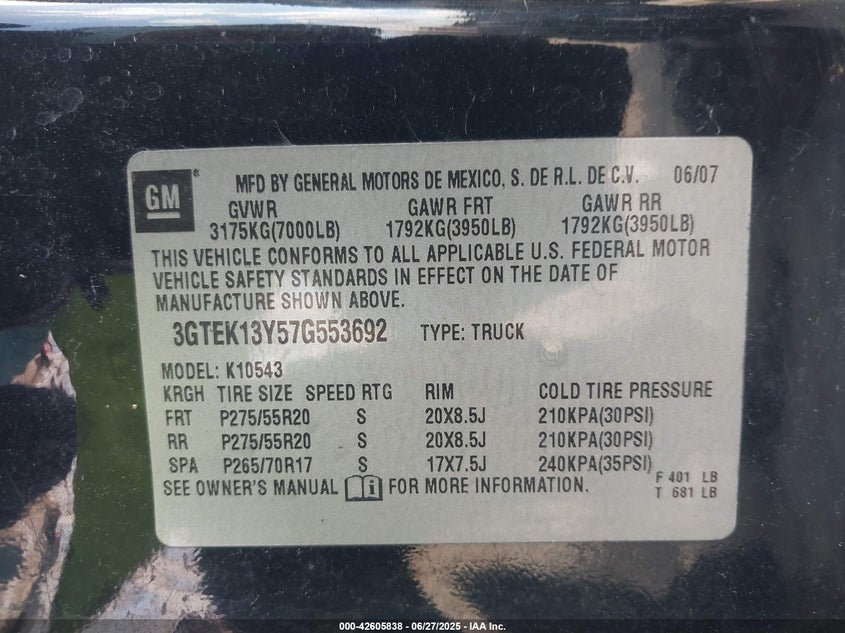 GM ®
MFD BY GENERAL MOTORS DE MEXICO, S. DE R.L. DE C.V. 06/07
GVWR GAWR FRT GAWR RR
3175KG(7000LB) 1792KG(3950LB) 1792KG(3950LB)
THIS VEHICLE CONFORMS TO ALL APPLICABLE U.S. FEDERAL MOTOR
VEHICLE SAFETY STANDARDS IN EFFECT ON THE DATE OF
MANUFACTURE SHOWN ABOVE.
3GTEK13Y57G553692 TYPE: TRUCK
MODEL: K10543
KRGH TIRE SIZE SPEED RTG RIM COLD TIRE PRESSURE
FRT P275/55R20 S 20X8.5J 210KPA(30PSI)
RR P275/55R20 S 20X8.5J 210KPA(30PSI)
SPA P265/70R17 S 17X7.5J 240KPA(35PSI)
SEE OWNER'S MANUAL i FOR MORE INFORMATION.
F 401 LB
T 681 LB
000-42605838 - 06/27/2025 - IAA Inc.